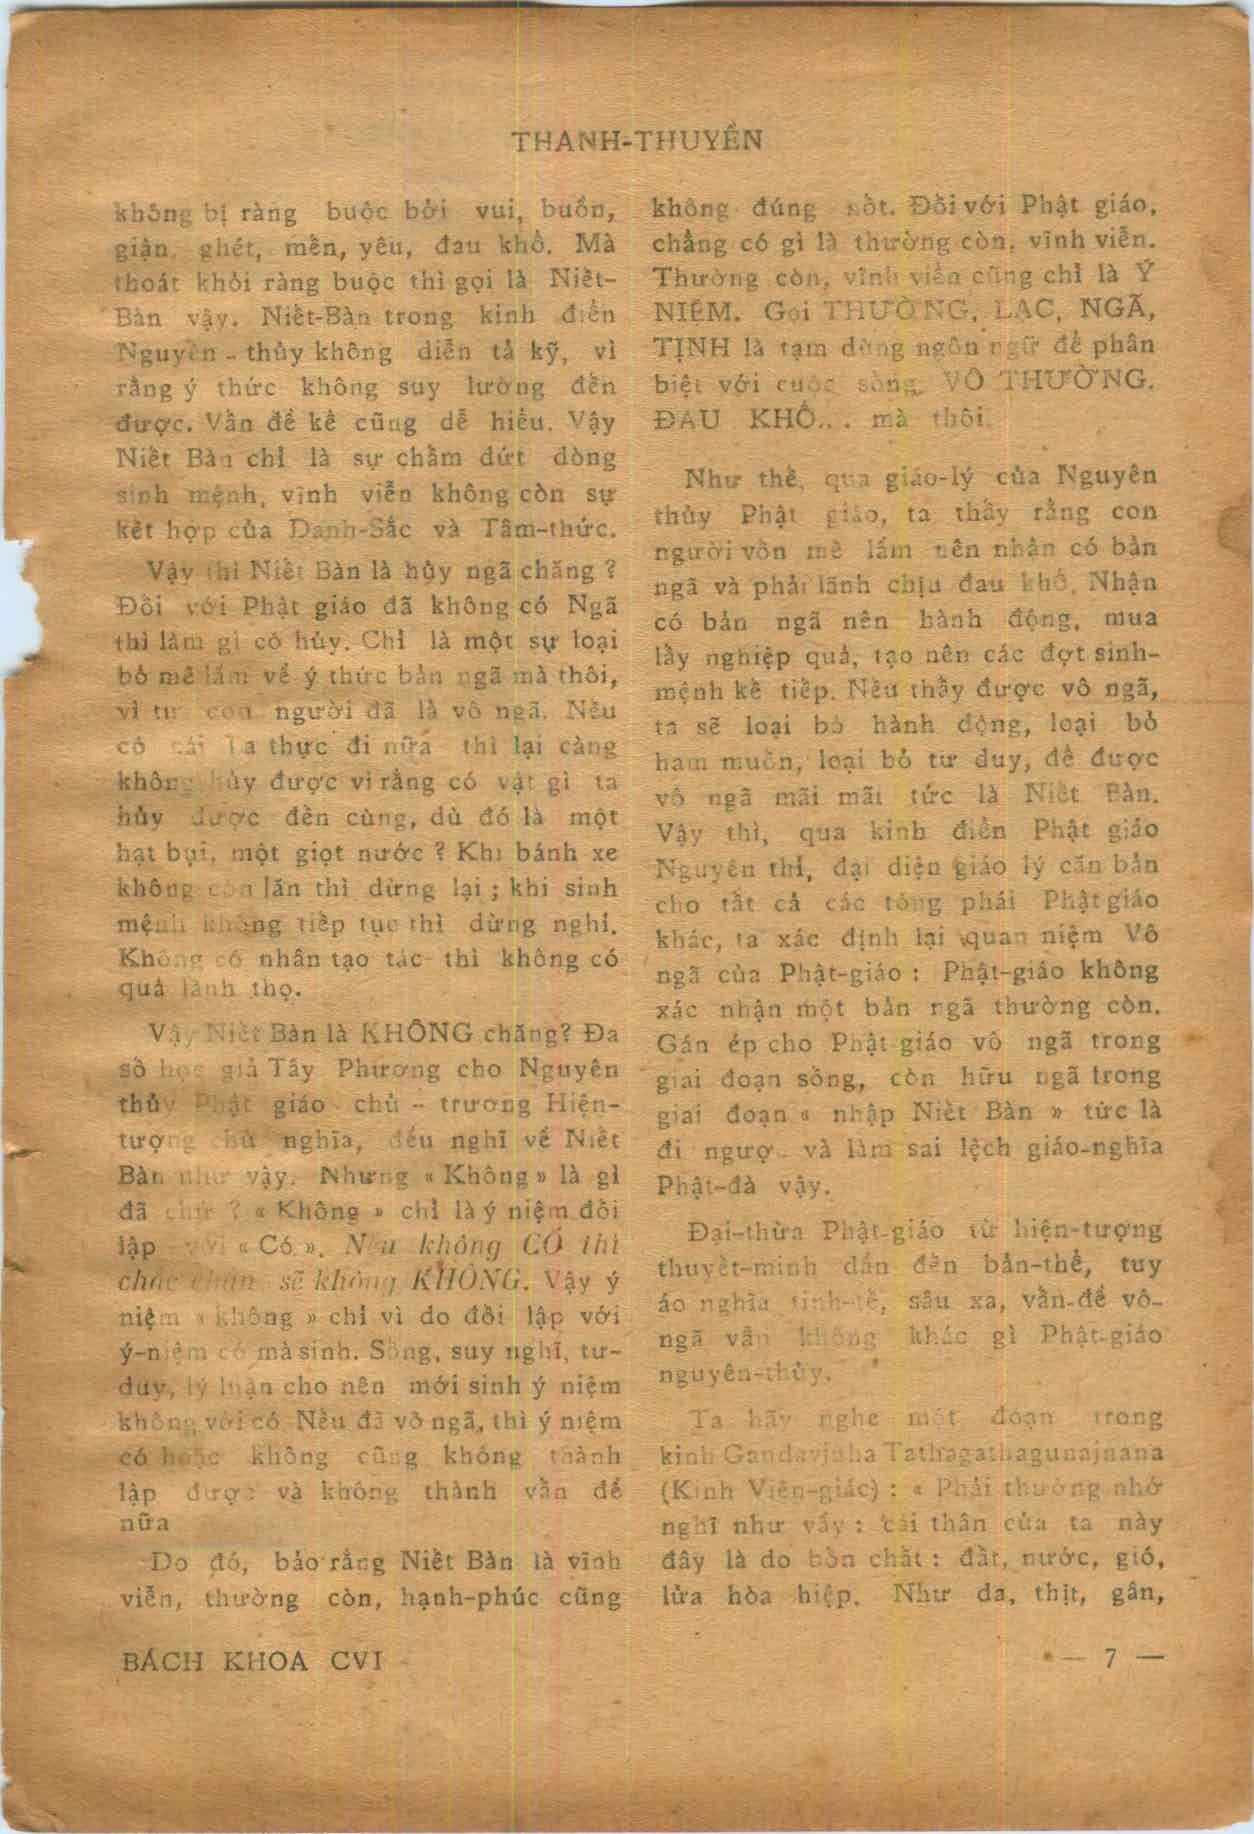 THANH-THUYỀN
không bị ràng buộc bởi vui, buồn,
giận, ghét, mến, yêu, đau khổ. Mà
thoát khỏi ràng buộc thì gọi là Niết-
Bàn vậy. Niết-Bàn trong kinh điển
Nguyên - thủy không diễn tả kỹ, vì
rằng ý thức không suy lường đến
được. Vấn đề kể cũng dễ hiểu. Vậy
Niết Bàn chỉ là sự chấm dứt dòng
sinh mệnh, vĩnh viễn không còn sự
kết hợp của Danh-Sắc và Tâm-thức.
Vậy thì Niết Bàn là hủy ngã chăng ?
Đối với Phật giáo đã không có Ngã
thì làm gì có hủy. Chỉ là một sự loại
bỏ mê lầm về ý thức bản ngã mà thôi,
vì từ con người đã là vô ngã. Nếu
có cái Ta thực đi nữa thì lại càng
không hủy được vì rằng có vật gì ta
hủy được đến cùng, dù đó là một
hạt bụi, một giọt nước ? Khi bánh xe
không còn lăn thì dừng lại ; khi sinh
mệnh không tiếp tục thì dừng nghỉ.
Không có nhân tạo tác thì không có
quả lãnh thọ.
Vậy Niết Bàn là KHÔNG chăng? Đa
số học giả Tây Phương cho Nguyên
thủy Phật giáo chủ - trương Hiện-
tượng chủ nghĩa, đều nghĩ về Niết
Bàn như vậy. Nhưng « Không » là gì
đã chứ ? « Không » chỉ là ý niệm đối
lập với « Có ». Nếu không CÓ thì
chắc chắn sẽ không KHÔNG. Vậy ý
niệm « không » chỉ vì do đối lập với
ý-niệm có mà sinh. Sống, suy nghĩ, tư-
duy, lý luận cho nên mới sinh ý niệm
không với có. Nếu đã vô ngã, thì ý niệm
có hoặc không cũng không thành
lập được và không thành vấn đề
nữa
Do đó, bảo rằng Niết Bàn là vĩnh
viễn, thường còn, hạnh-phúc cũng
không đúng nốt. Đối với Phật giáo,
chẳng có gì là thường còn, vĩnh viễn.
Thường còn, vĩnh viễn cũng chỉ là Ý
NIỆM. Gọi THƯỜNG, LẠC, NGÃ,
TỊNH là tạm dùng ngôn ngữ để phân
biệt với cuộc sống VÔ THƯỜNG.
ĐAU KHỔ... mà thôi.
Như thế, qua giáo-lý của Nguyên
thủy Phật giáo, ta thấy rằng con
người vốn mê lầm nên nhận có bản
ngã và phải lãnh chịu đau khổ. Nhận
có bản ngã nên hành động, mua
lấy nghiệp quả, tạo nên các đợt sinh-
mệnh kế tiếp. Nếu thấy được vô ngã,
ta sẽ loại bỏ hành động, loại bỏ
ham muốn, loại bỏ tư duy, để được
vô ngã mãi mãi tức là Niết Bàn.
Vậy thì, qua kinh điển Phật giáo
Nguyên thỉ, đại diện giáo lý căn bản
cho tất cả các tông phái Phật giáo
khác, ta xác định lại quan niệm Vô
ngã của Phật-giáo : Phật-giáo không
xác nhận một bản ngã thường còn.
Gán ép cho Phật giáo vô ngã trong
giai đoạn sống, còn hữu ngã trong
giai đoạn « nhập Niết Bàn » tức là
đi ngượ. và làm sai lệch giáo-nghĩa
Phật-đà vậy.
Đại-thừa Phật-giáo từ hiện-tượng
thuyết-minh dẫn đến bản-thể, tuy
áo nghĩa tinh-tế, sâu xa, vấn-đề vô-
ngã vẫn không khác gì Phật-giáo
nguyên-thủy.
Ta hãy nghe một đoạn trong
kinh Gandavjuha Tathagathagunajnana
(Kinh Viên-giác) : « Phải thường nhớ
nghĩ như vầy : cái thân của ta này
đây là do bốn chất : đất, nước, gió,
lửa hòa hiệp. Như da, thịt, gân,
BÁCH KHOA CVI
— 7 —